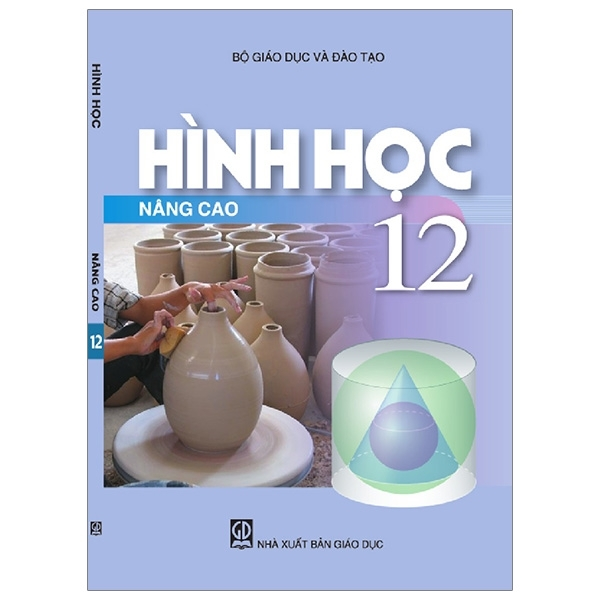 HÌNH HỌC
NÂNG CAO
12
BỘ GIÁO DỤC VÀ ĐÀO TẠO
HÌNH HỌC
NÂNG CAO
12
GD
NHÀ XUẤT BẢN GIÁO DỤC